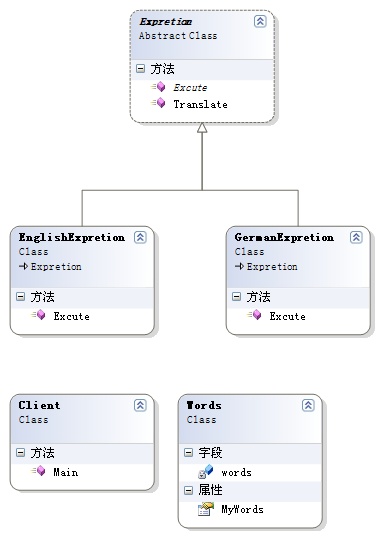 Expretion
Abstract Class
方法
Excute
Translate
EnglishExpretion
Class
Expretion
方法
Excute
GermanExpretion
Class
Expretion
方法
Excute
Client
Class
方法
Main
Words
Class
字段
words
属性
MyWords